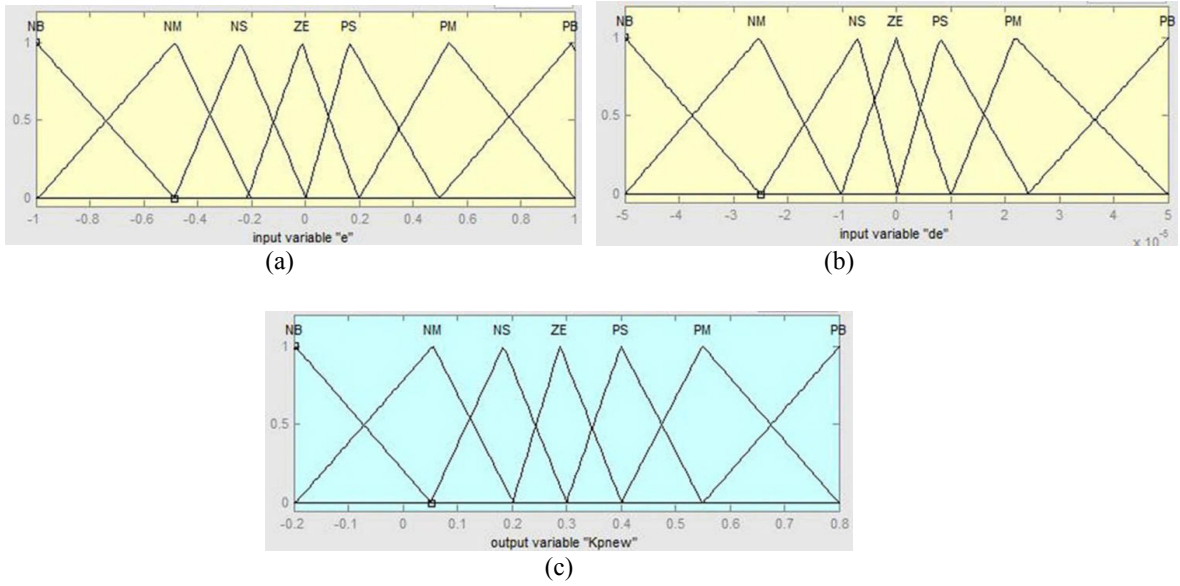 NB NM NS ZE PS PM PB
1
0.5
0
-1 -0.8 -0.6 -0.4 -0.2 0 0.2 0.4 0.6 0.8 1
input variable "e"
(a)
NB NM NS ZE PS PM PB
1
0.5
0
-5 -4 -3 -2 -1 0 1 2 3 4 5
input variable "de"
x 10⁻⁵
(b)
NB NM NS ZE PS PM PB
1
0.5
0
-0.2 -0.1 0 0.1 0.2 0.3 0.4 0.5 0.6 0.7 0.8
output variable "Kpnew"
(c)